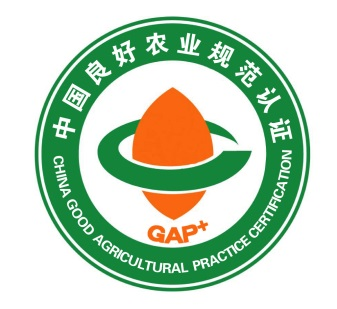 中国良好农业规范认证
GAP+
CHINA GOOD AGRICULTURAL PRACTICE CERTIFICATION